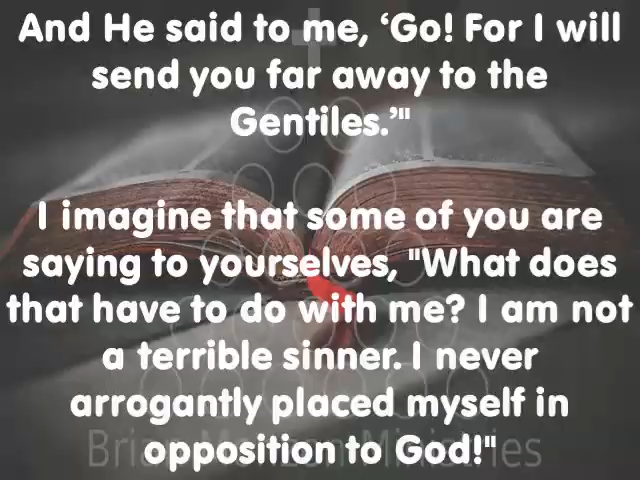 And He said to me, ‘Go! For I will
send you far away to the
Gentiles.’"
I imagine that some of you are
saying to yourselves, "What does
that have to do with me? I am not
a terrible sinner. I never
arrogantly placed myself in
opposition to God!"